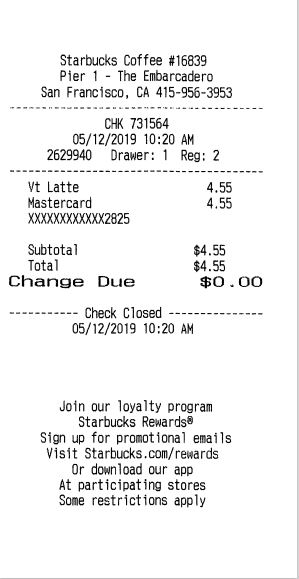 Starbucks Coffee #16839
Pier 1 - The Embarcadero
San Francisco, CA 415-956-3953
--------------------------------
CHK 731564
05/12/2019 10:20 AM
2629940 Drawer: 1 Reg: 2
--------------------------------
Vt Latte 4.55
Mastercard 4.55
XXXXXXXXXXXX2825
Subtotal $4.55
Total $4.55
Change Due $0.00
----------- Check Closed ---------------
05/12/2019 10:20 AM
Join our loyalty program
Starbucks Rewards®
Sign up for promotional emails
Visit Starbucks.com/rewards
Or download our app
At participating stores
Some restrictions apply